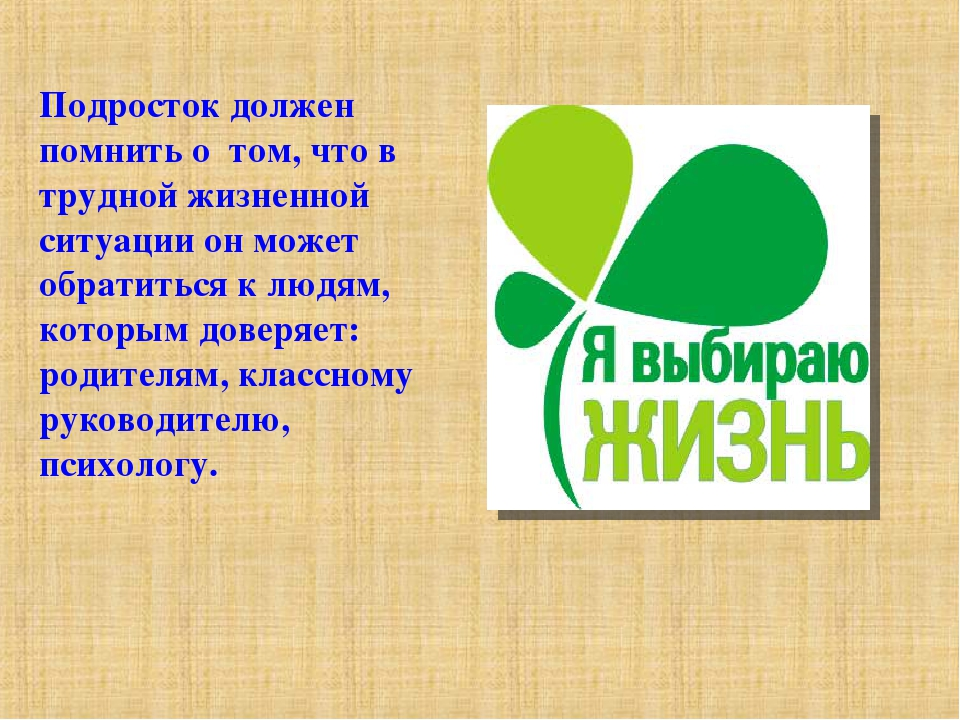 Подросток должен
помнить о  том, что в
трудной жизненной
ситуации он может
обратиться к людям,
которым доверяет:
родителям, классному
руководителю,
психологу.
Я выбираю
ЖИЗНЬ